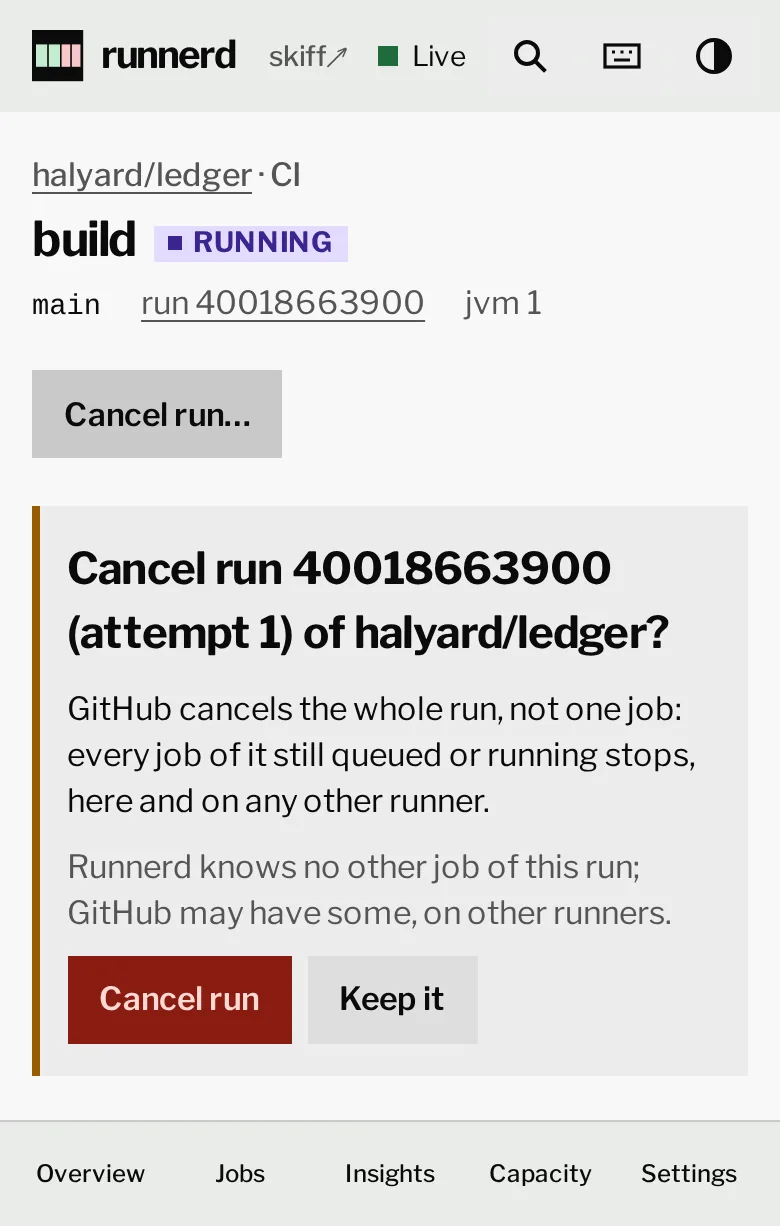 runnerd skiff↗ Live
halyard/ledger · CI
build RUNNING
main run 40018663900 jvm 1
Cancel run…
Cancel run 40018663900
(attempt 1) of halyard/ledger?
GitHub cancels the whole run, not one job:
every job of it still queued or running stops,
here and on any other runner.
Runnerd knows no other job of this run;
GitHub may have some, on other runners.
Cancel run Keep it
Overview Jobs Insights Capacity Settings